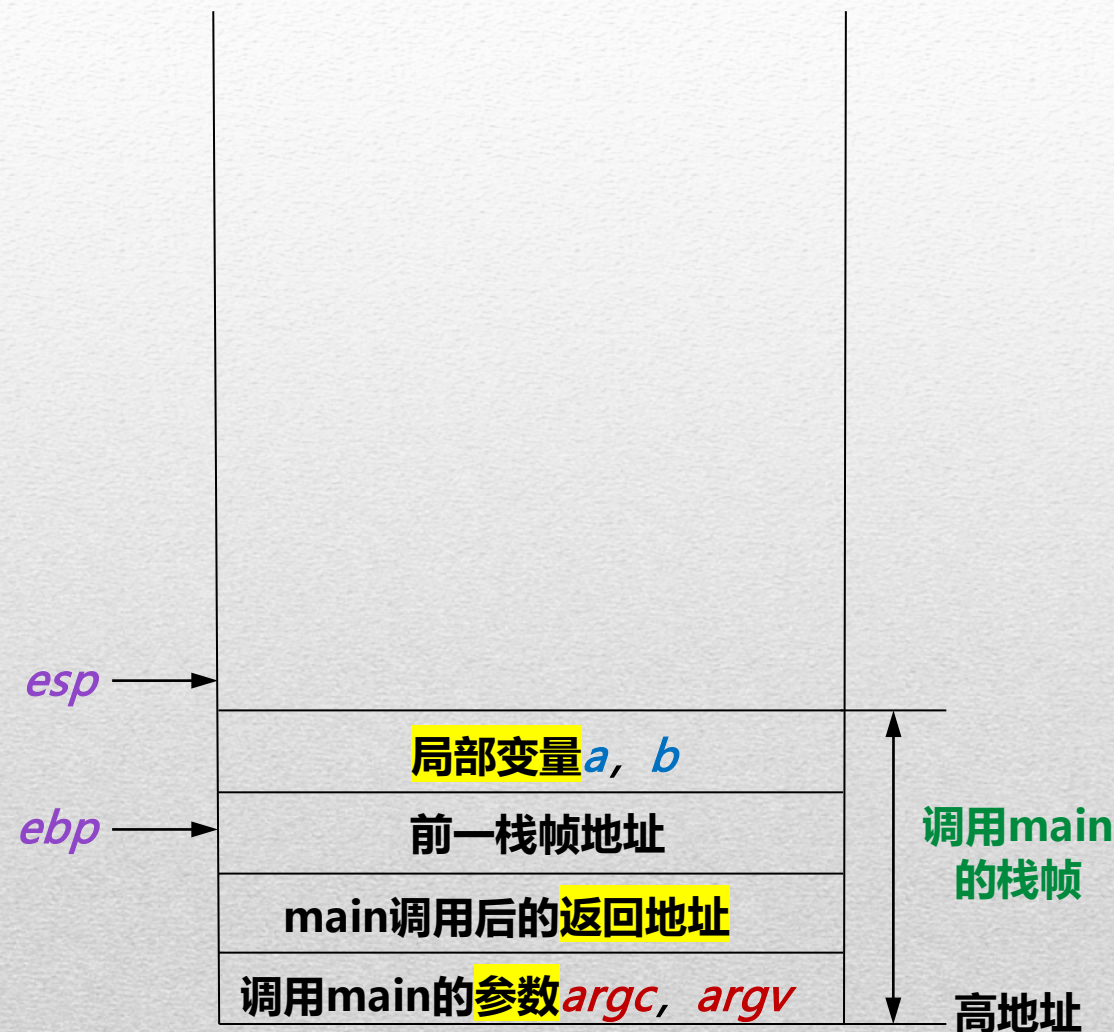 esp
局部变量a，b
ebp
前一栈帧地址
调用main
的栈帧
main调用后的返回地址
调用main的参数argc，argv
高地址